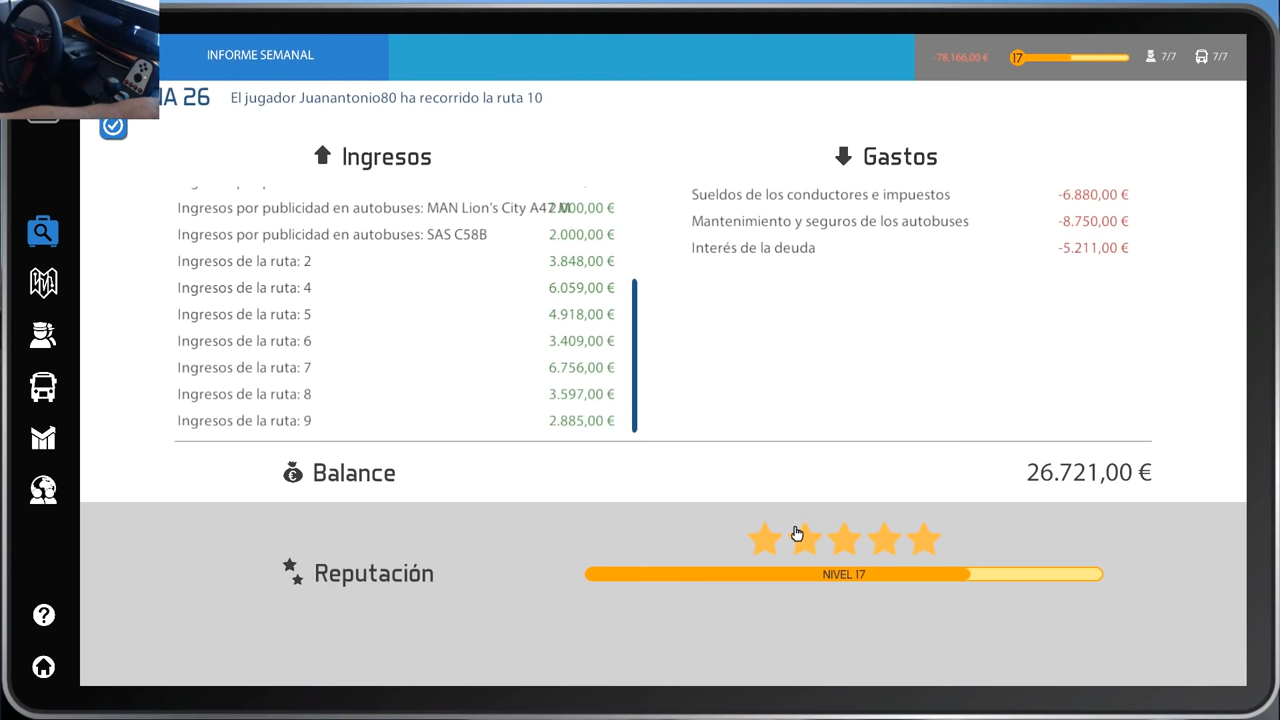 INFORME SEMANAL
-78.166,00 €
17
7/7
7/7
A 26
El jugador Juanantonio80 ha recorrido la ruta 10
Ingresos
Gastos
Ingresos por publicidad en autobuses: MAN Lion's City A47 M 2.000,00 €
Ingresos por publicidad en autobuses: SAS C58B 2.000,00 €
Ingresos de la ruta: 2 3.848,00 €
Ingresos de la ruta: 4 6.059,00 €
Ingresos de la ruta: 5 4.918,00 €
Ingresos de la ruta: 6 3.409,00 €
Ingresos de la ruta: 7 6.756,00 €
Ingresos de la ruta: 8 3.597,00 €
Ingresos de la ruta: 9 2.885,00 €
Sueldos de los conductores e impuestos -6.880,00 €
Mantenimiento y seguros de los autobuses -8.750,00 €
Interés de la deuda -5.211,00 €
Balance 26.721,00 €
Reputación
NIVEL 17